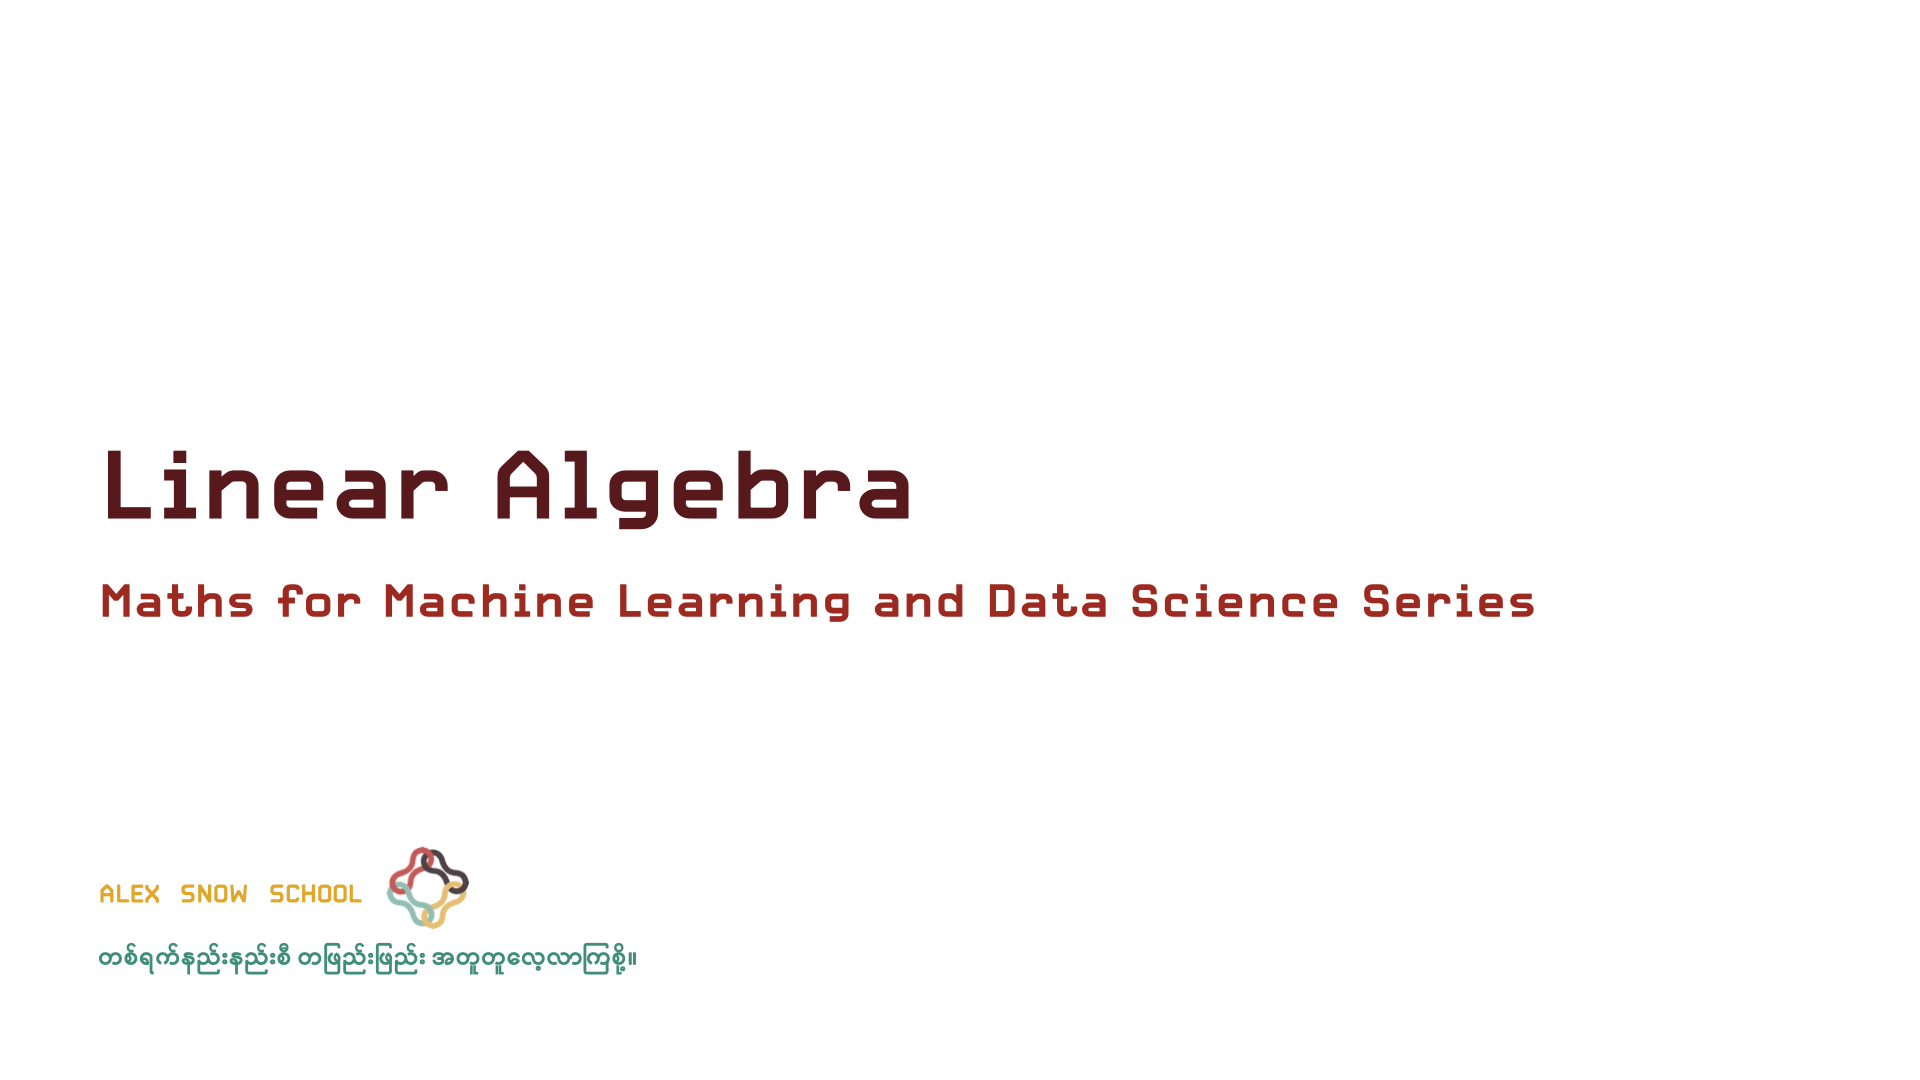 Linear Algebra
Maths for Machine Learning and Data Science Series
ALEX SNOW SCHOOL
တစ်ရက်နည်းနည်းစီ တဖြည်းဖြည်း အတူတူလေ့လာကြစို့။